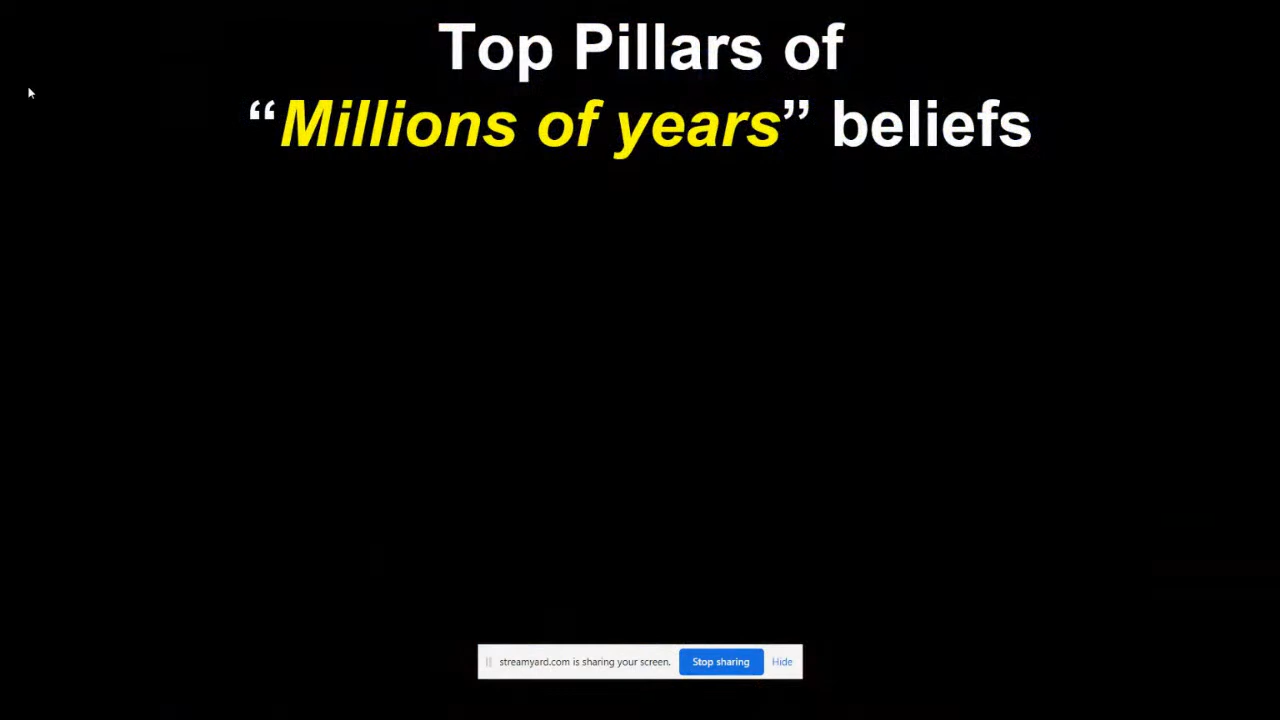 Top Pillars of
“Millions of years” beliefs
streamyard.com is sharing your screen. Stop sharing Hide